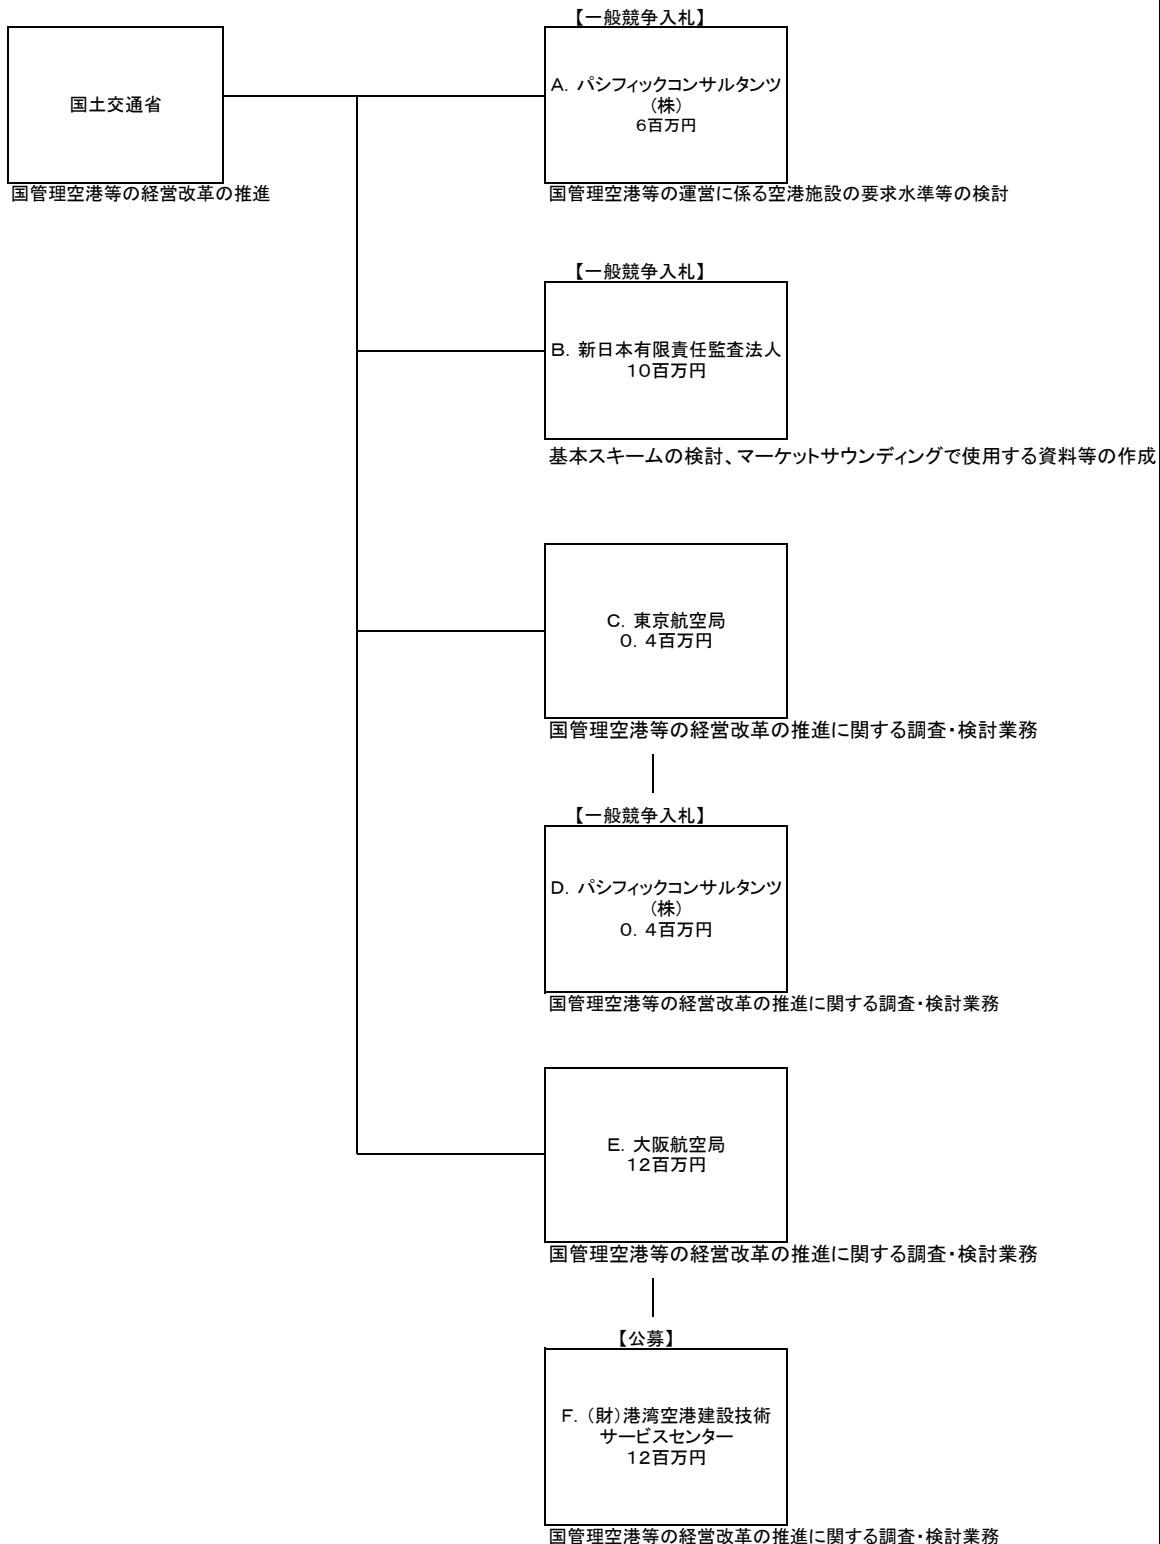 国土交通省
国管理空港等の経営改革の推進
【一般競争入札】
A．パシフィックコンサルタンツ
（株）
６百万円
国管理空港等の運営に係る空港施設の要求水準等の検討
【一般競争入札】
B．新日本有限責任監査法人
１０百万円
基本スキームの検討、マーケットサウンディングで使用する資料等の作成
C．東京航空局
０．４百万円
国管理空港等の経営改革の推進に関する調査・検討業務
【一般競争入札】
D．パシフィックコンサルタンツ
（株）
０．４百万円
国管理空港等の経営改革の推進に関する調査・検討業務
E．大阪航空局
１２百万円
国管理空港等の経営改革の推進に関する調査・検討業務
【公募】
F．（財）港湾空港建設技術
サービスセンター
１２百万円
国管理空港等の経営改革の推進に関する調査・検討業務